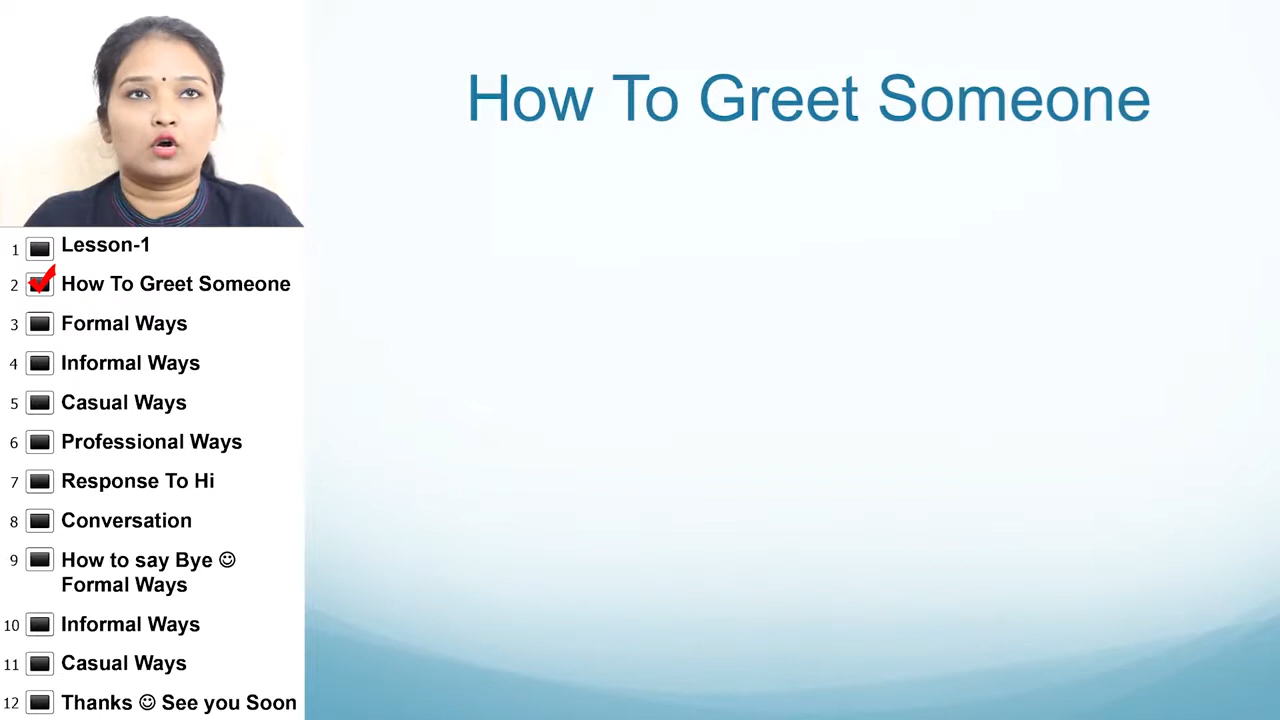 How To Greet Someone
1 Lesson-1
2 How To Greet Someone
3 Formal Ways
4 Informal Ways
5 Casual Ways
6 Professional Ways
7 Response To Hi
8 Conversation
9 How to say Bye ☺
Formal Ways
10 Informal Ways
11 Casual Ways
12 Thanks ☺ See you Soon